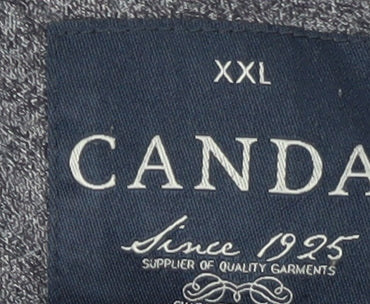 XXL
CANDA
Since 1925
SUPPLIER OF QUALITY GARMENTS